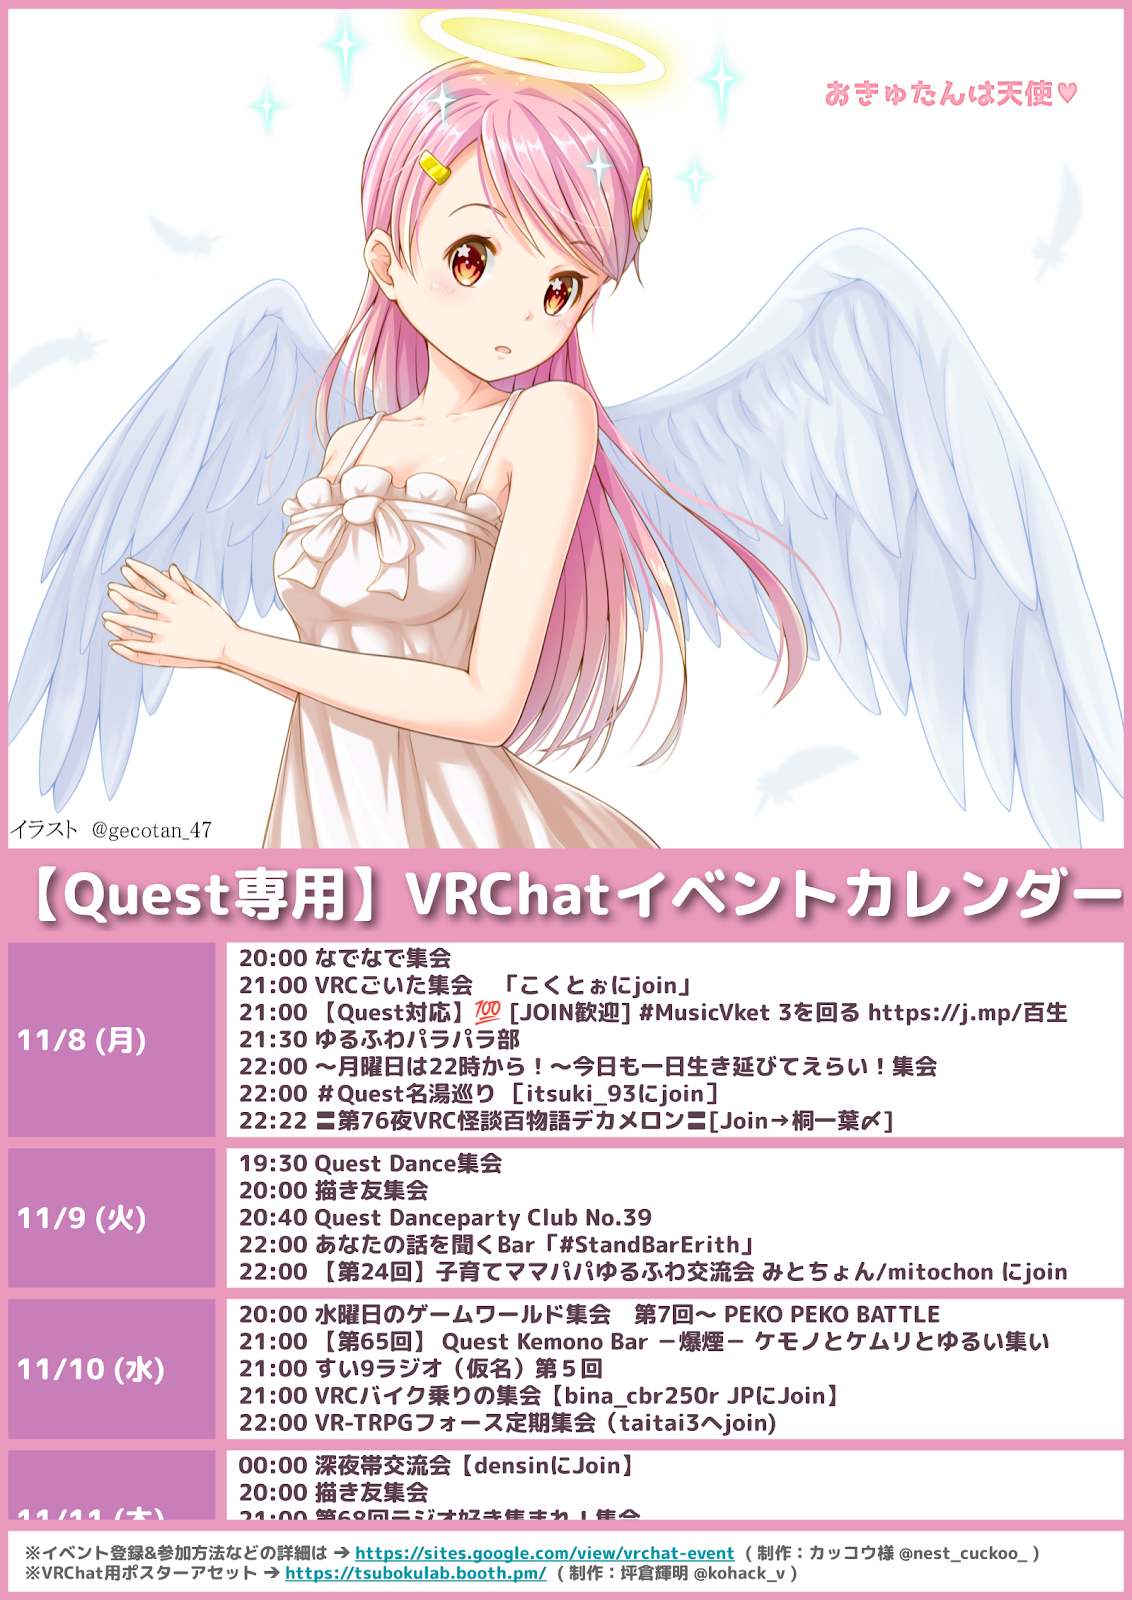 おきゅたんは天使♥
イラスト @gecotan_47
【Quest専用】VRChatイベントカレンダー
11/8 (月)
20:00 なでなで集会
21:00 VRCごいた集会　「こくとぉにjoin」
21:00 【Quest対応】💯 [JOIN歓迎] #MusicVket 3を回る https://j.mp/百生
21:30 ゆるふわパラパラ部
22:00 ～月曜日は22時から！～今日も一日生き延びてえらい！集会
22:00 ＃Quest名湯巡り ［itsuki_93にjoin］
22:22 〓第76夜VRC怪談百物語デカメロン〓[Join→桐一葉〆]
11/9 (火)
19:30 Quest Dance集会
20:00 描き友集会
20:40 Quest Danceparty Club No.39
22:00 あなたの話を聞くBar「#StandBarErith」
22:00 【第24回】子育てママパパゆるふわ交流会 みとちょん/mitochon にjoin
11/10 (水)
20:00 水曜日のゲームワールド集会　第7回～ PEKO PEKO BATTLE
21:00 【第65回】 Quest Kemono Bar －爆煙－ ケモノとケムリとゆるい集い
21:00 すい9ラジオ（仮名）第５回
21:00 VRCバイク乗りの集会【bina_cbr250r JPにJoin】
22:00 VR-TRPGフォース定期集会（taitai3へjoin)
11/11 (木)
00:00 深夜帯交流会【densinにJoin】
20:00 描き友集会
21:00 第68回ラジオ好き集まれ！集会
※イベント登録&参加方法などの詳細は → https://sites.google.com/view/vrchat-event ( 制作：カッコウ様 @nest_cuckoo_ )
※VRChat用ポスターアセット → https://tsubokulab.booth.pm/ ( 制作：坪倉輝明 @kohack_v )